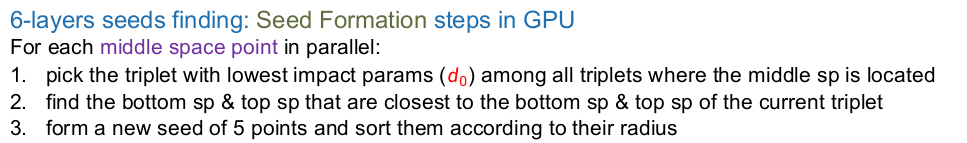 6-layers seeds finding: Seed Formation steps in GPU
For each middle space point in parallel:
1. pick the triplet with lowest impact params (d₀) among all triplets where the middle sp is located
2. find the bottom sp & top sp that are closest to the bottom sp & top sp of the current triplet
3. form a new seed of 5 points and sort them according to their radius